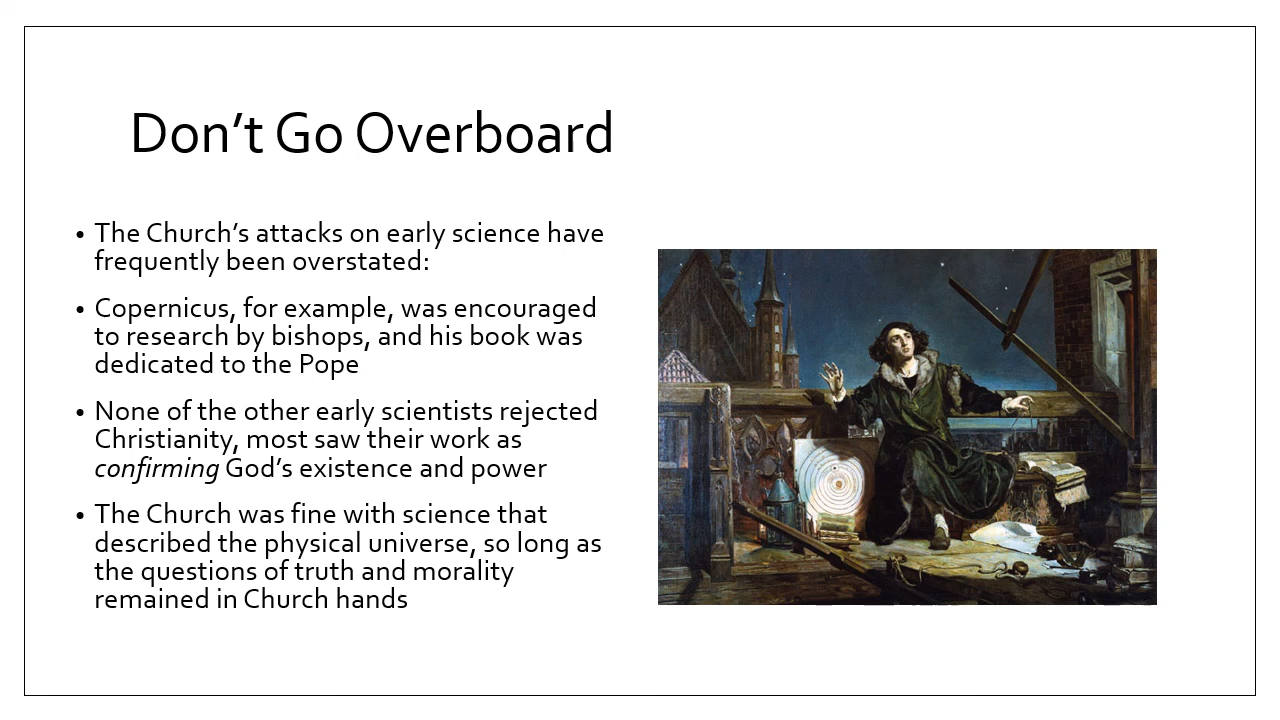 Don’t Go Overboard
• The Church’s attacks on early science have
frequently been overstated:
• Copernicus, for example, was encouraged
to research by bishops, and his book was
dedicated to the Pope
• None of the other early scientists rejected
Christianity, most saw their work as
confirming God’s existence and power
• The Church was fine with science that
described the physical universe, so long as
the questions of truth and morality
remained in Church hands